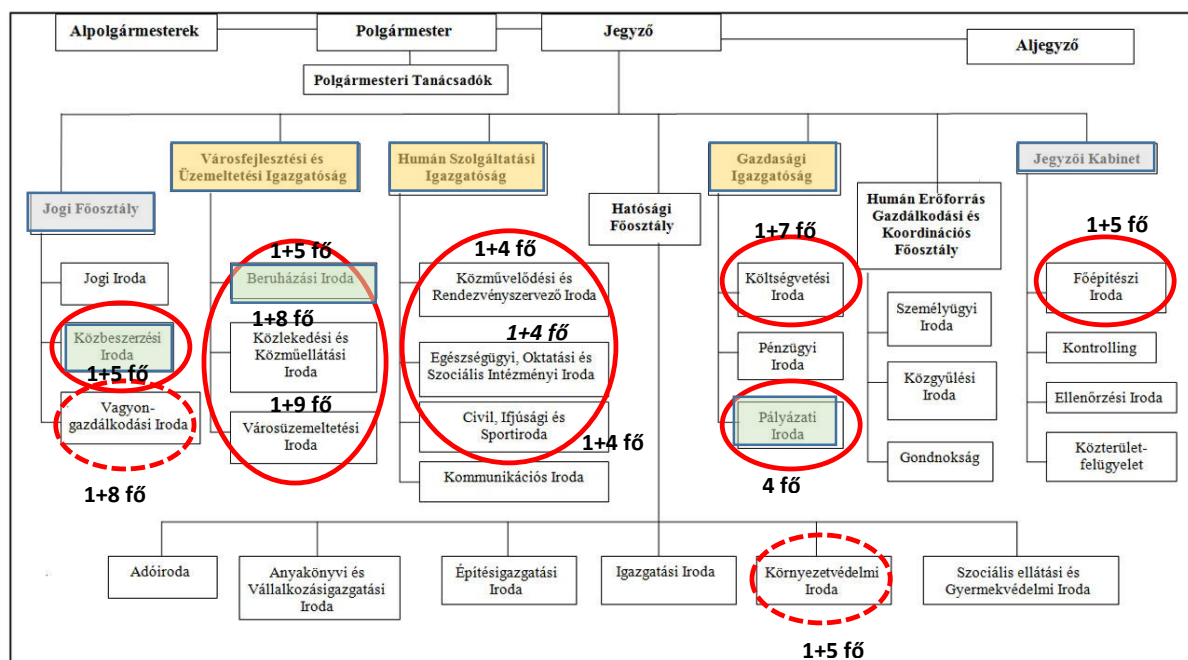 Alpolgármesterek
Polgármester
Jegyző
Aljegyző
Polgármesteri Tanácsadók
Jogi Főosztály
Jogi Iroda
Közbeszerzési
Iroda
1+5 fő
Vagyon-
gazdálkodási Iroda
1+8 fő
Városfejlesztési és
Üzemeltetési Igazgatóság
1+5 fő
Beruházási Iroda
1+8 fő
Közlekedési és
Közműellátási
Iroda
1+9 fő
Városüzemeltetési
Iroda
Humán Szolgáltatási
Igazgatóság
1+4 fő
Közművelődési és
Rendezvényszervező Iroda
1+4 fő
Egészségügyi, Oktatási és
Szociális Intézményi Iroda
Civil, Ifjúsági és
Sportiroda
1+4 fő
Kommunikációs Iroda
Hatósági
Főosztály
Gazdasági
Igazgatóság
1+7 fő
Költségvetési
Iroda
Pénzügyi
Iroda
Pályázati
Iroda
4 fő
Humán Erőforrás
Gazdálkodási és
Koordinációs
Főosztály
Személyügyi
Iroda
Közgyűlési
Iroda
Gondnokság
Jegyzői Kabinet
1+5 fő
Főépítészi
Iroda
Kontrolling
Ellenőrzési Iroda
Közterület-
felügyelet
Adóiroda
Anyakönyvi és
Vállalkozásigazgatási
Iroda
Építésigazgatási
Iroda
Igazgatási Iroda
Környezetvédelmi
Iroda
1+5 fő
Szociális ellátási és
Gyermekvédelmi Iroda